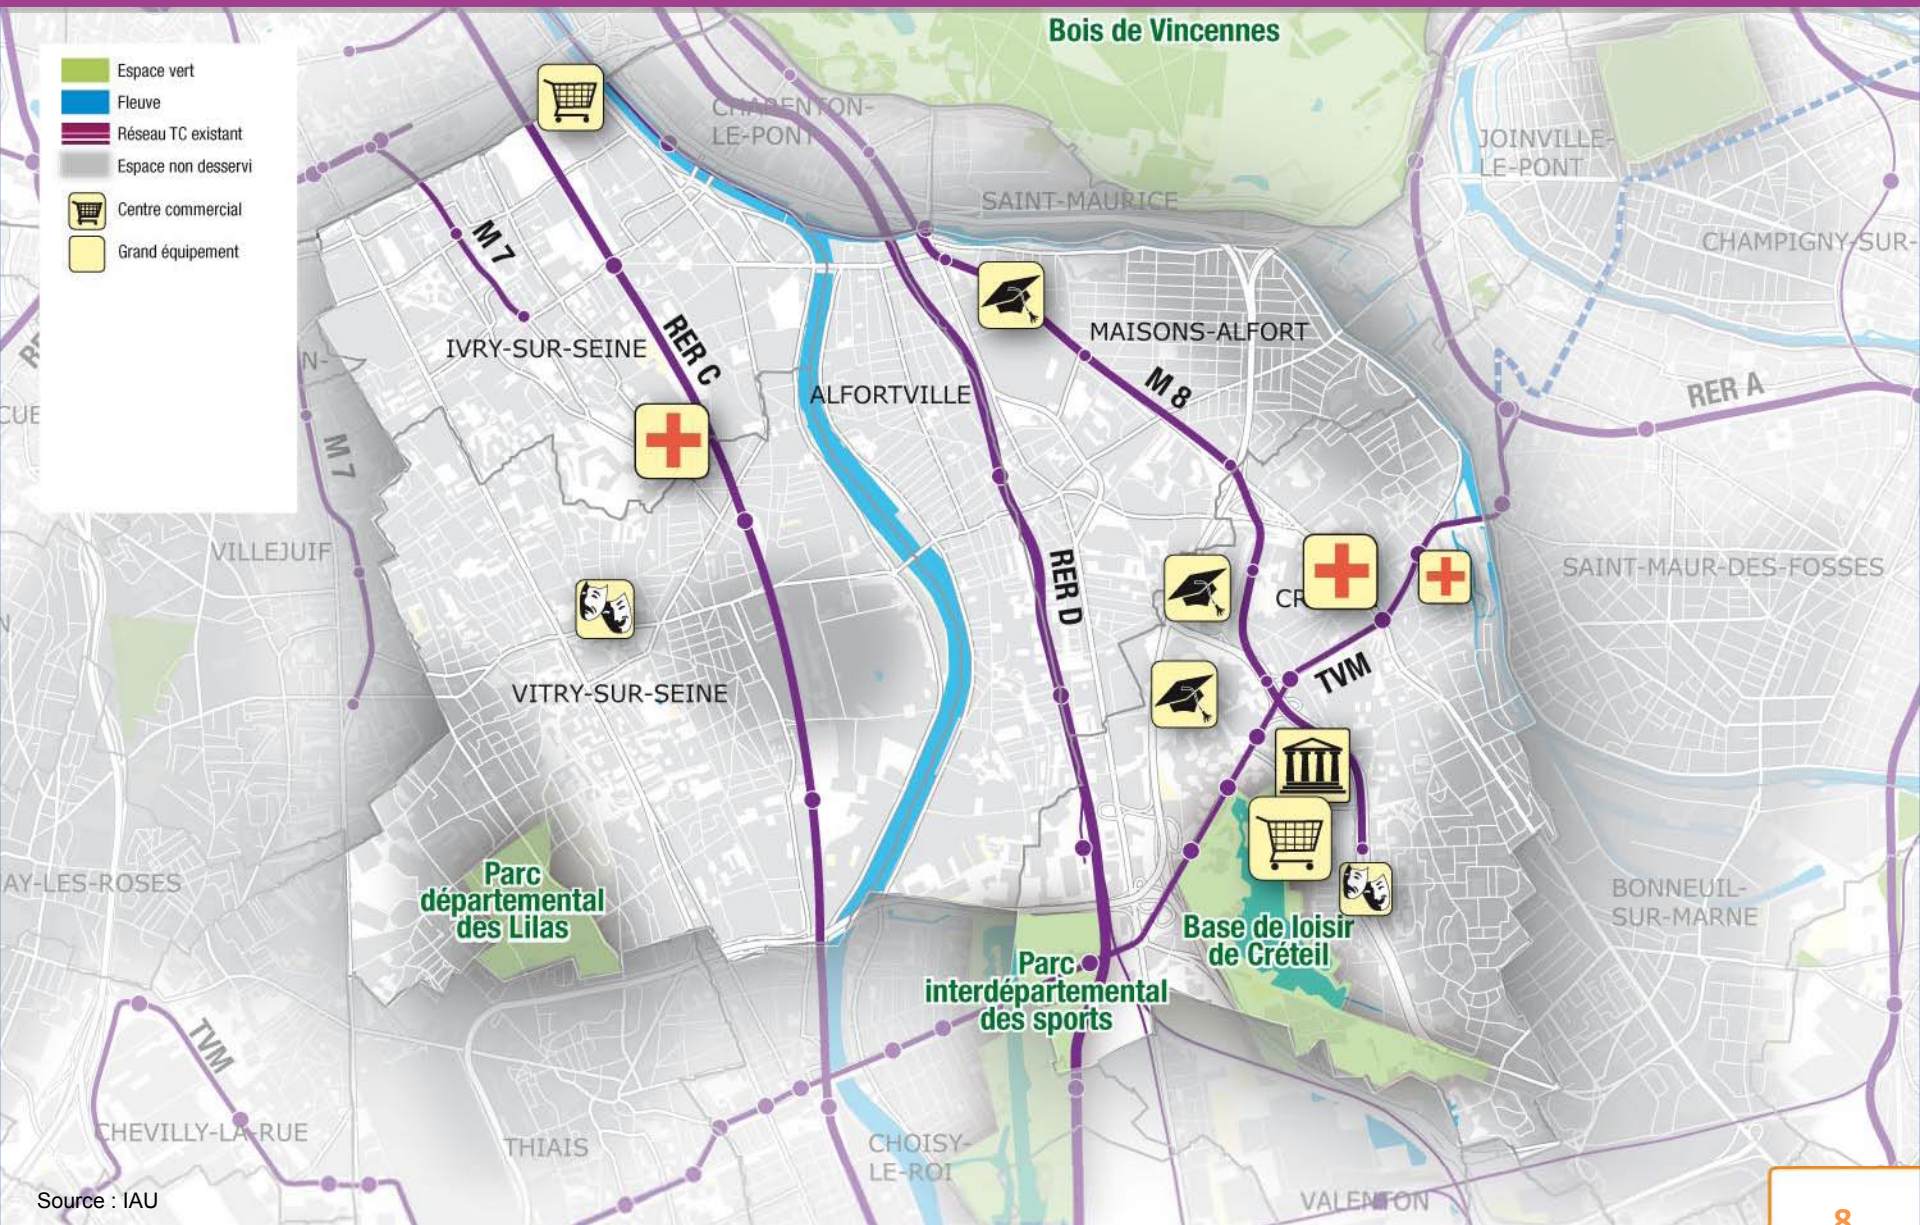 Bois de Vincennes
Espace vert
Fleuve
Réseau TC existant
Espace non desservi
Centre commercial
Grand équipement
CHARENTON-
LE-PONT
JOINVILLE-
LE-PONT
SAINT-MAURICE
CHAMPIGNY-SUR-
M 7
IVRY-SUR-SEINE
RER C
MAISONS-ALFORT
N-
ALFORTVILLE
M 8
RER A
CUE
M 7
VILLEJUIF
RER D
SAINT-MAUR-DES-FOSSES
CR
VITRY-SUR-SEINE
TVM
Parc
départemental
des Lilas
AY-LES-ROSES
BONNEUIL-
SUR-MARNE
Base de loisir
de Créteil
Parc
interdépartemental
des sports
TVM
CHEVILLY-LA-RUE
THIAIS
CHOISY-
LE-ROI
VALENTON
Source : IAU
8